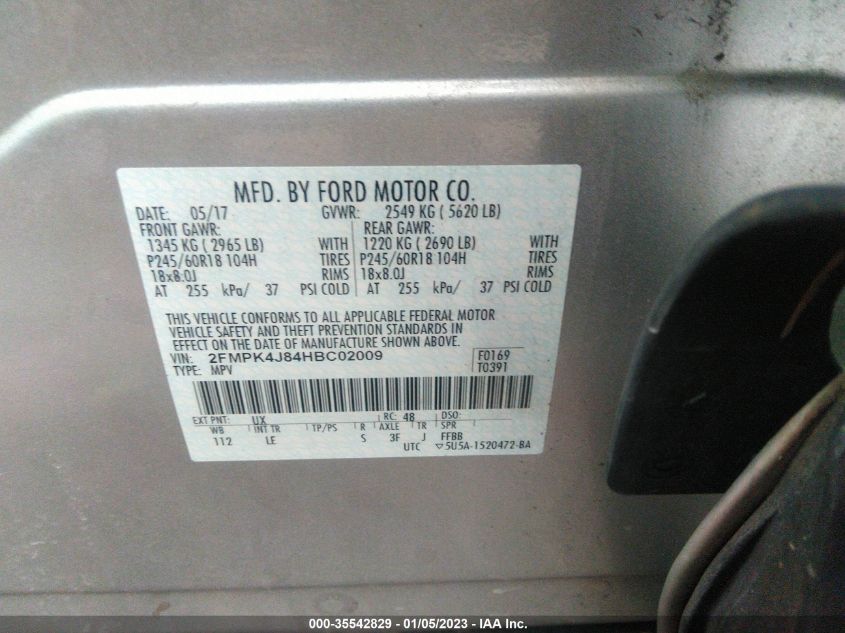 MFD. BY FORD MOTOR CO.
DATE: 05/17 GVWR: 2549 KG ( 5620 LB)
FRONT GAWR: REAR GAWR:
1345 KG ( 2965 LB) WITH 1220 KG ( 2690 LB) WITH
P245/60R18 104H TIRES P245/60R18 104H TIRES
18x8.0J RIMS 18x8.0J RIMS
AT 255 kPa/ 37 PSI COLD AT 255 kPa/ 37 PSI COLD
THIS VEHICLE CONFORMS TO ALL APPLICABLE FEDERAL MOTOR
VEHICLE SAFETY AND THEFT PREVENTION STANDARDS IN
EFFECT ON THE DATE OF MANUFACTURE SHOWN ABOVE.
VIN: 2FMPK4J84HBC02009 F0169
TYPE: MPV T0391
EXT PNT: UX RC: 48 DSO:
WB INT TR TP/PS R AXLE TR SPR
112 LE S 3F J FFBB
UTC ▽5U5A-1520472-BA
000-35542829 - 01/05/2023 - IAA Inc.